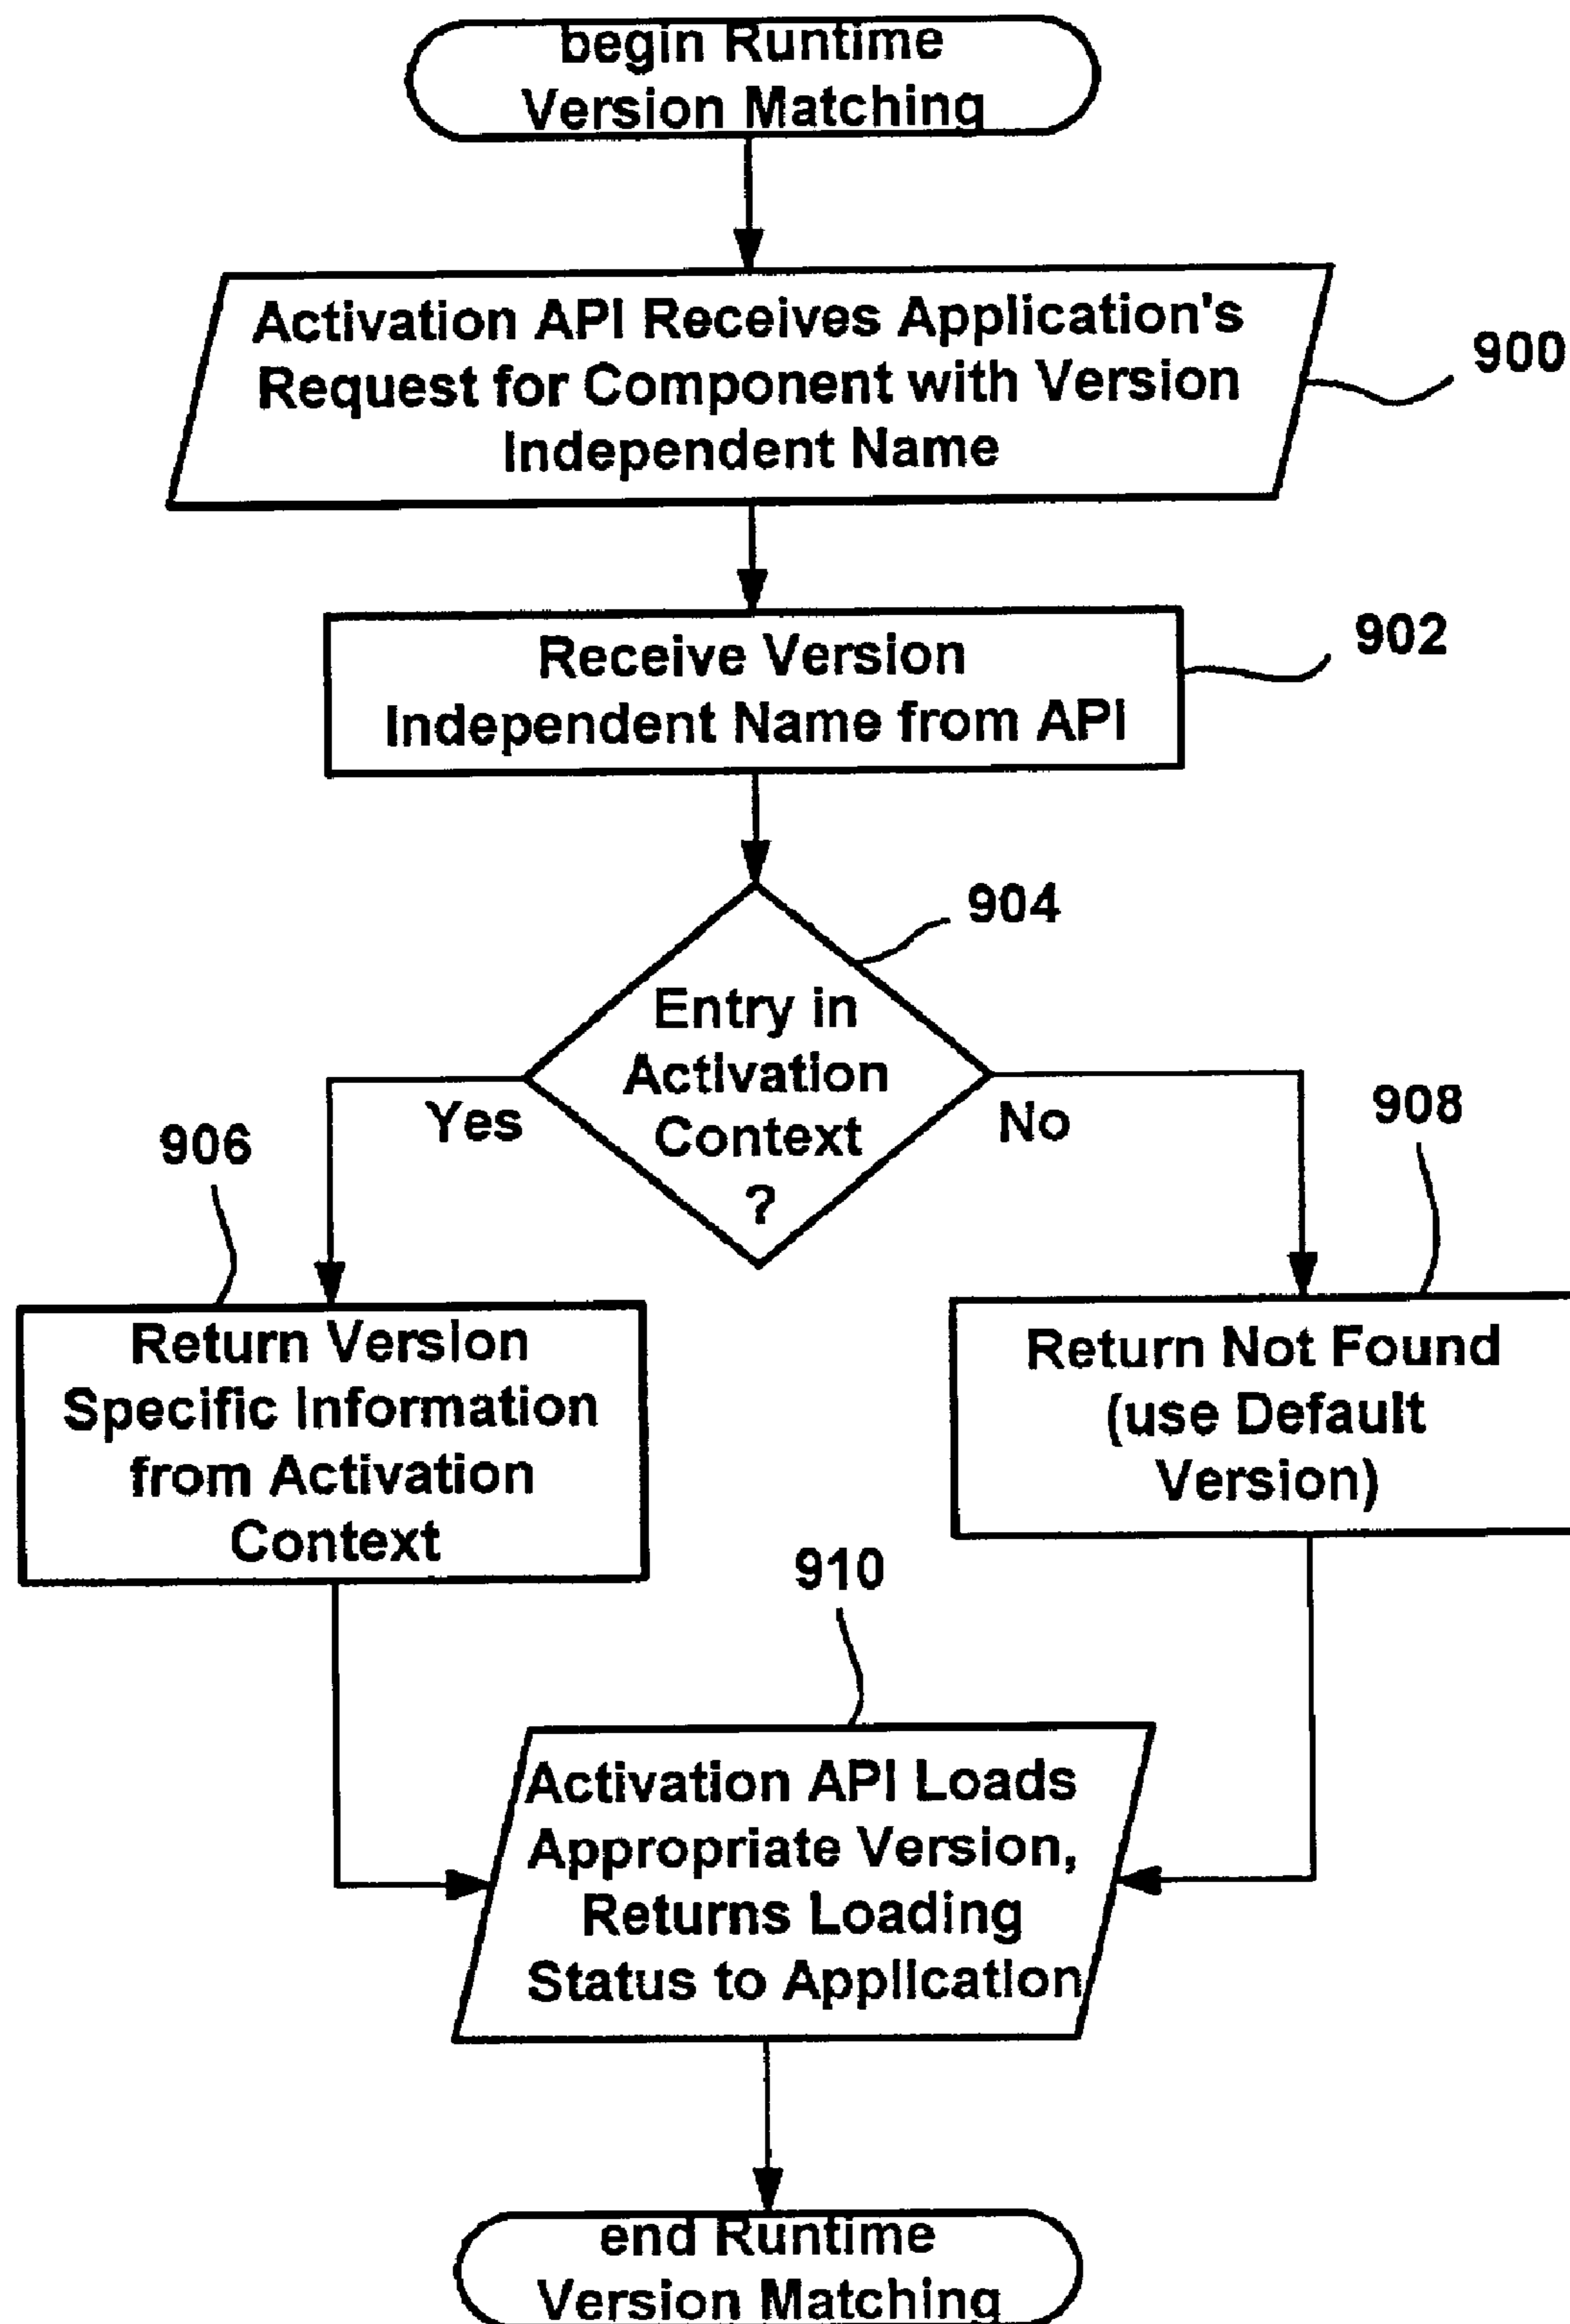 begin Runtime
Version Matching
Activation API Receives Application's
Request for Component with Version
Independent Name
900
Receive Version
Independent Name from API
902
904
Entry in
Activation
Context
?
Yes
No
906
908
Return Version
Specific Information
from Activation
Context
Return Not Found
(use Default
Version)
910
Activation API Loads
Appropriate Version,
Returns Loading
Status to Application
end Runtime
Version Matching